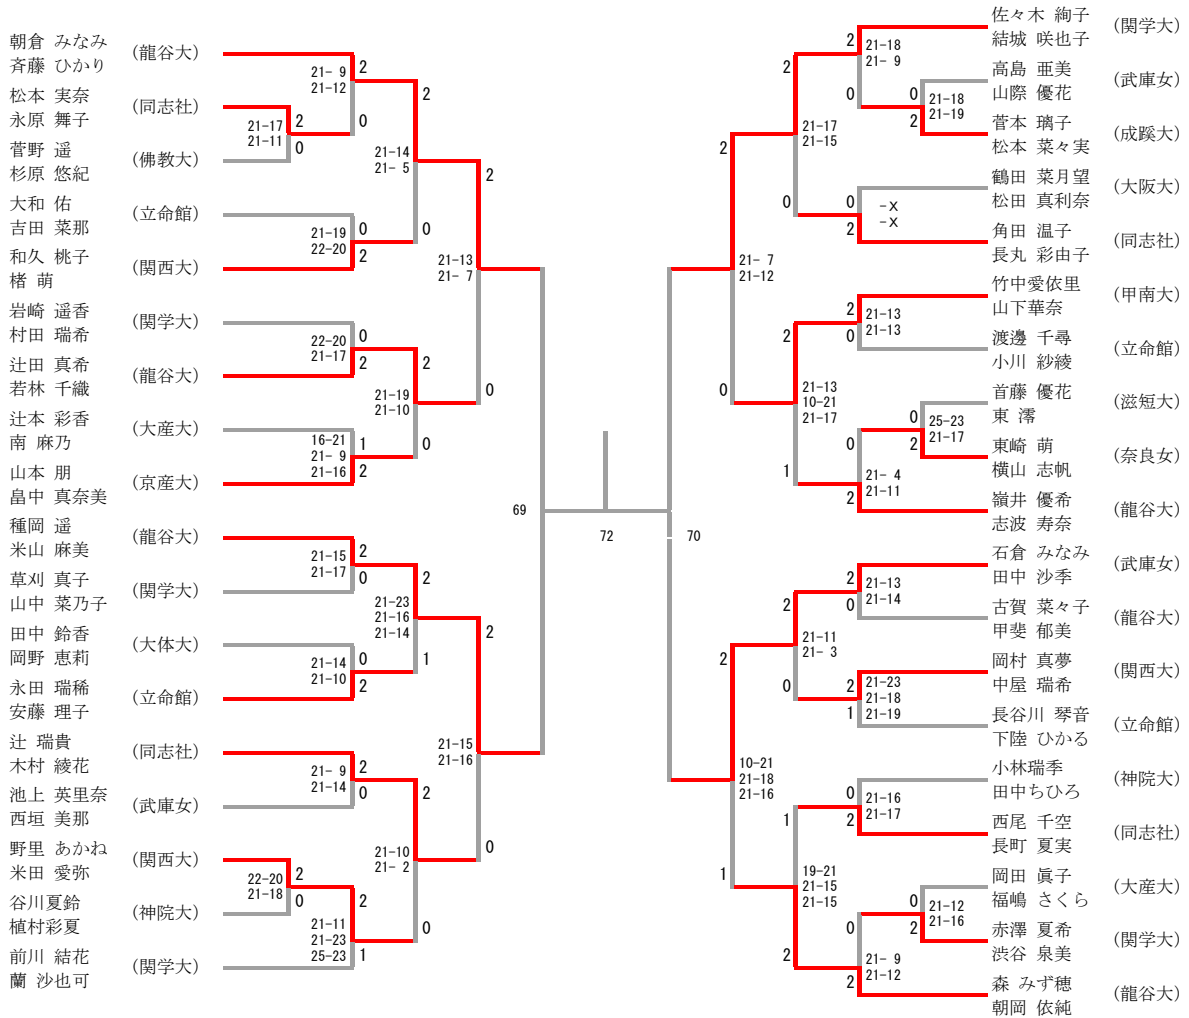 朝倉 みなみ
斉藤 ひかり
(龍谷大)
松本 実奈
永原 舞子
(同志社)
菅野 遥
杉原 悠紀
(佛教大)
大和 佑
吉田 菜那
(立命館)
和久 桃子
楮 萌
(関西大)
岩崎 遥香
村田 瑞希
(関学大)
辻田 真希
若林 千織
(龍谷大)
辻本 彩香
南 麻乃
(大産大)
山本 朋
畠中 真奈美
(京産大)
種岡 遥
米山 麻美
(龍谷大)
草刈 真子
山中 菜乃子
(関学大)
田中 鈴香
岡野 恵莉
(大体大)
永田 瑞稀
安藤 理子
(立命館)
辻 瑞貴
木村 綾花
(同志社)
池上 英里奈
西垣 美那
(武庫女)
野里 あかね
米田 愛弥
(関西大)
谷川夏鈴
植村彩夏
(神院大)
前川 結花
蘭 沙也可
(関学大)
21-17
21-11
2
0
22-20
21-18
2
0
21- 9
21-12
2
0
21-19
22-20
0
2
22-20
21-17
0
2
16-21
21- 9
21-16
1
2
21-15
21-17
2
0
21-14
21-10
0
2
21- 9
21-14
2
0
21-11
21-23
25-23
2
1
21-14
21- 5
2
0
21-19
21-10
2
0
21-23
21-16
21-14
2
1
21-10
21- 2
2
0
21-13
21- 7
2
0
21-15
21-16
2
0
69
72
70
2
0
21- 7
21-12
2
1
10-21
21-18
21-16
2
0
21-17
21-15
2
1
21-13
10-21
21-17
2
0
21-11
21- 3
1
2
19-21
21-15
21-15
2
0
21-18
21- 9
0
2
21-18
21-19
0
2
-X
-X
2
0
21-13
21-13
0
2
25-23
21-17
0
2
21- 4
21-11
2
0
21-13
21-14
2
1
21-23
21-18
21-19
0
2
21-16
21-17
0
2
21-12
21-16
0
2
21- 9
21-12
佐々木 絢子
結城 咲也子
(関学大)
高島 亜美
山際 優花
(武庫女)
菅本 璃子
松本 菜々実
(成蹊大)
鶴田 菜月望
松田 真利奈
(大阪大)
角田 温子
長丸 彩由子
(同志社)
竹中愛依里
山下華奈
(甲南大)
渡邊 千尋
小川 紗綾
(立命館)
首藤 優花
東 澪
(滋短大)
東崎 萌
横山 志帆
(奈良女)
嶺井 優希
志波 寿奈
(龍谷大)
石倉 みなみ
田中 沙季
(武庫女)
古賀 菜々子
甲斐 郁美
(龍谷大)
岡村 真夢
中屋 瑞希
(関西大)
長谷川 琴音
下陸 ひかる
(立命館)
小林瑞季
田中ちひろ
(神院大)
西尾 千空
長町 夏実
(同志社)
岡田 眞子
福嶋 さくら
(大産大)
赤澤 夏希
渋谷 泉美
(関学大)
森 みず穂
朝岡 依純
(龍谷大)